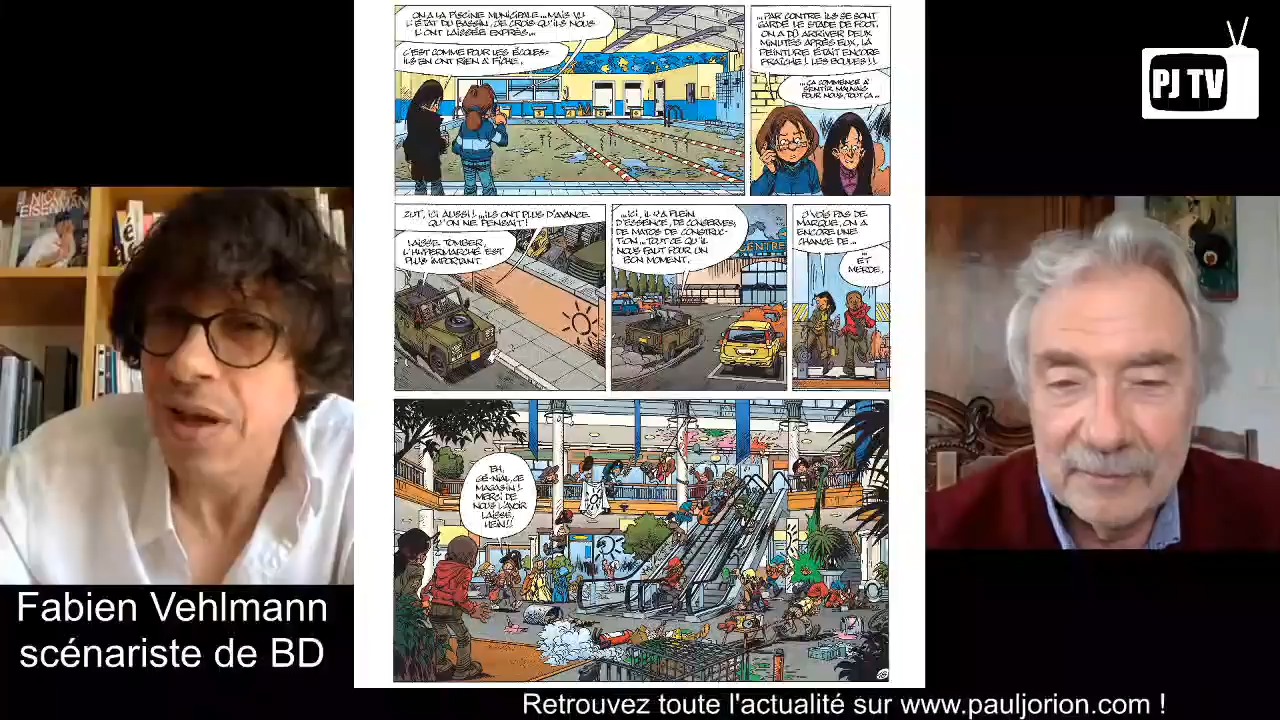 ON A LA PISCINE MUNICIPALE... MAIS VU
L'ÉTAT DU BASSIN, JE CROIS QU'ILS NOUS
L'ONT LAISSÉE EXPRÈS...
C'EST COMME POUR LES ÉCOLES:
ILS EN ONT RIEN À FICHE.
...PAR CONTRE ILS SE SONT
GARDÉ LE STADE DE FOOT.
ON A DÛ ARRIVER DEUX
MINUTES APRÈS EUX, LA
PEINTURE ÉTAIT ENCORE
FRAÎCHE! LES BOULES!!
...ÇA COMMENCE À
SENTIR MAUVAIS
POUR NOUS, TOUT ÇA...
PJ TV
NICO
EISENMAN
ZUT, ICI AUSSI! ...ILS ONT PLUS D'AVANCE
QU'ON NE PENSAIT!
LAISSE TOMBER,
L'HYPERMARCHÉ EST
PLUS IMPORTANT.
...ICI, IL Y A PLEIN
D'ESSENCE, DE CONSERVES,
DE MATOS DE CONSTRUC-
TION... TOUT CE QU'IL
NOUS FAUT POUR UN
BON MOMENT.
CENTRE
J'VOIS PAS DE
MARQUE, ON A
ENCORE UNE
CHANCE DE...
...ET
MERDE.
EH,
GÉ-NIAL, CE
MAGASIN!
MERCI DE
NOUS L'AVOIR
LAISSÉ,
HEIN!!
Fabien Vehlmann
scénariste de BD
Retrouvez toute l'actualité sur www.pauljorion.com !